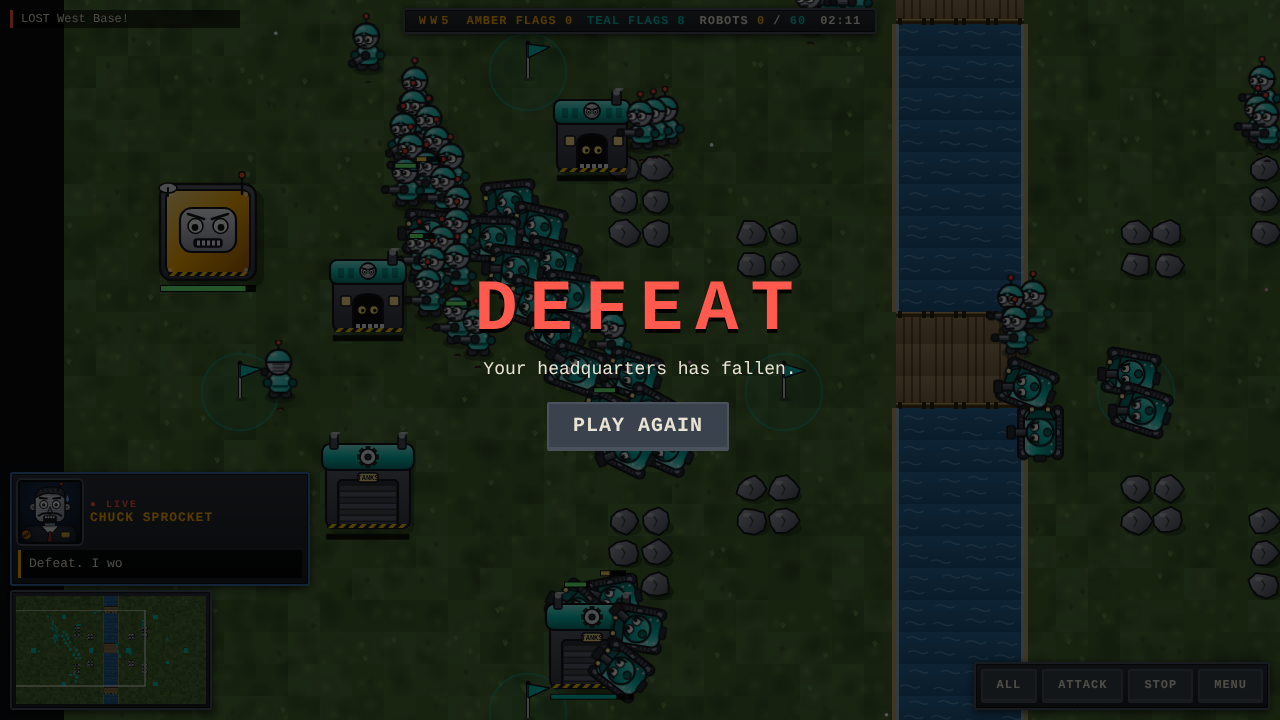 LOST West Base!
WW5 AMBER FLAGS 0 TEAL FLAGS 8 ROBOTS 0 / 60 02:11
DEFEAT
Your headquarters has fallen.
PLAY AGAIN
● LIVE
CHUCK SPROCKET
Defeat. I wo
ALL ATTACK STOP MENU